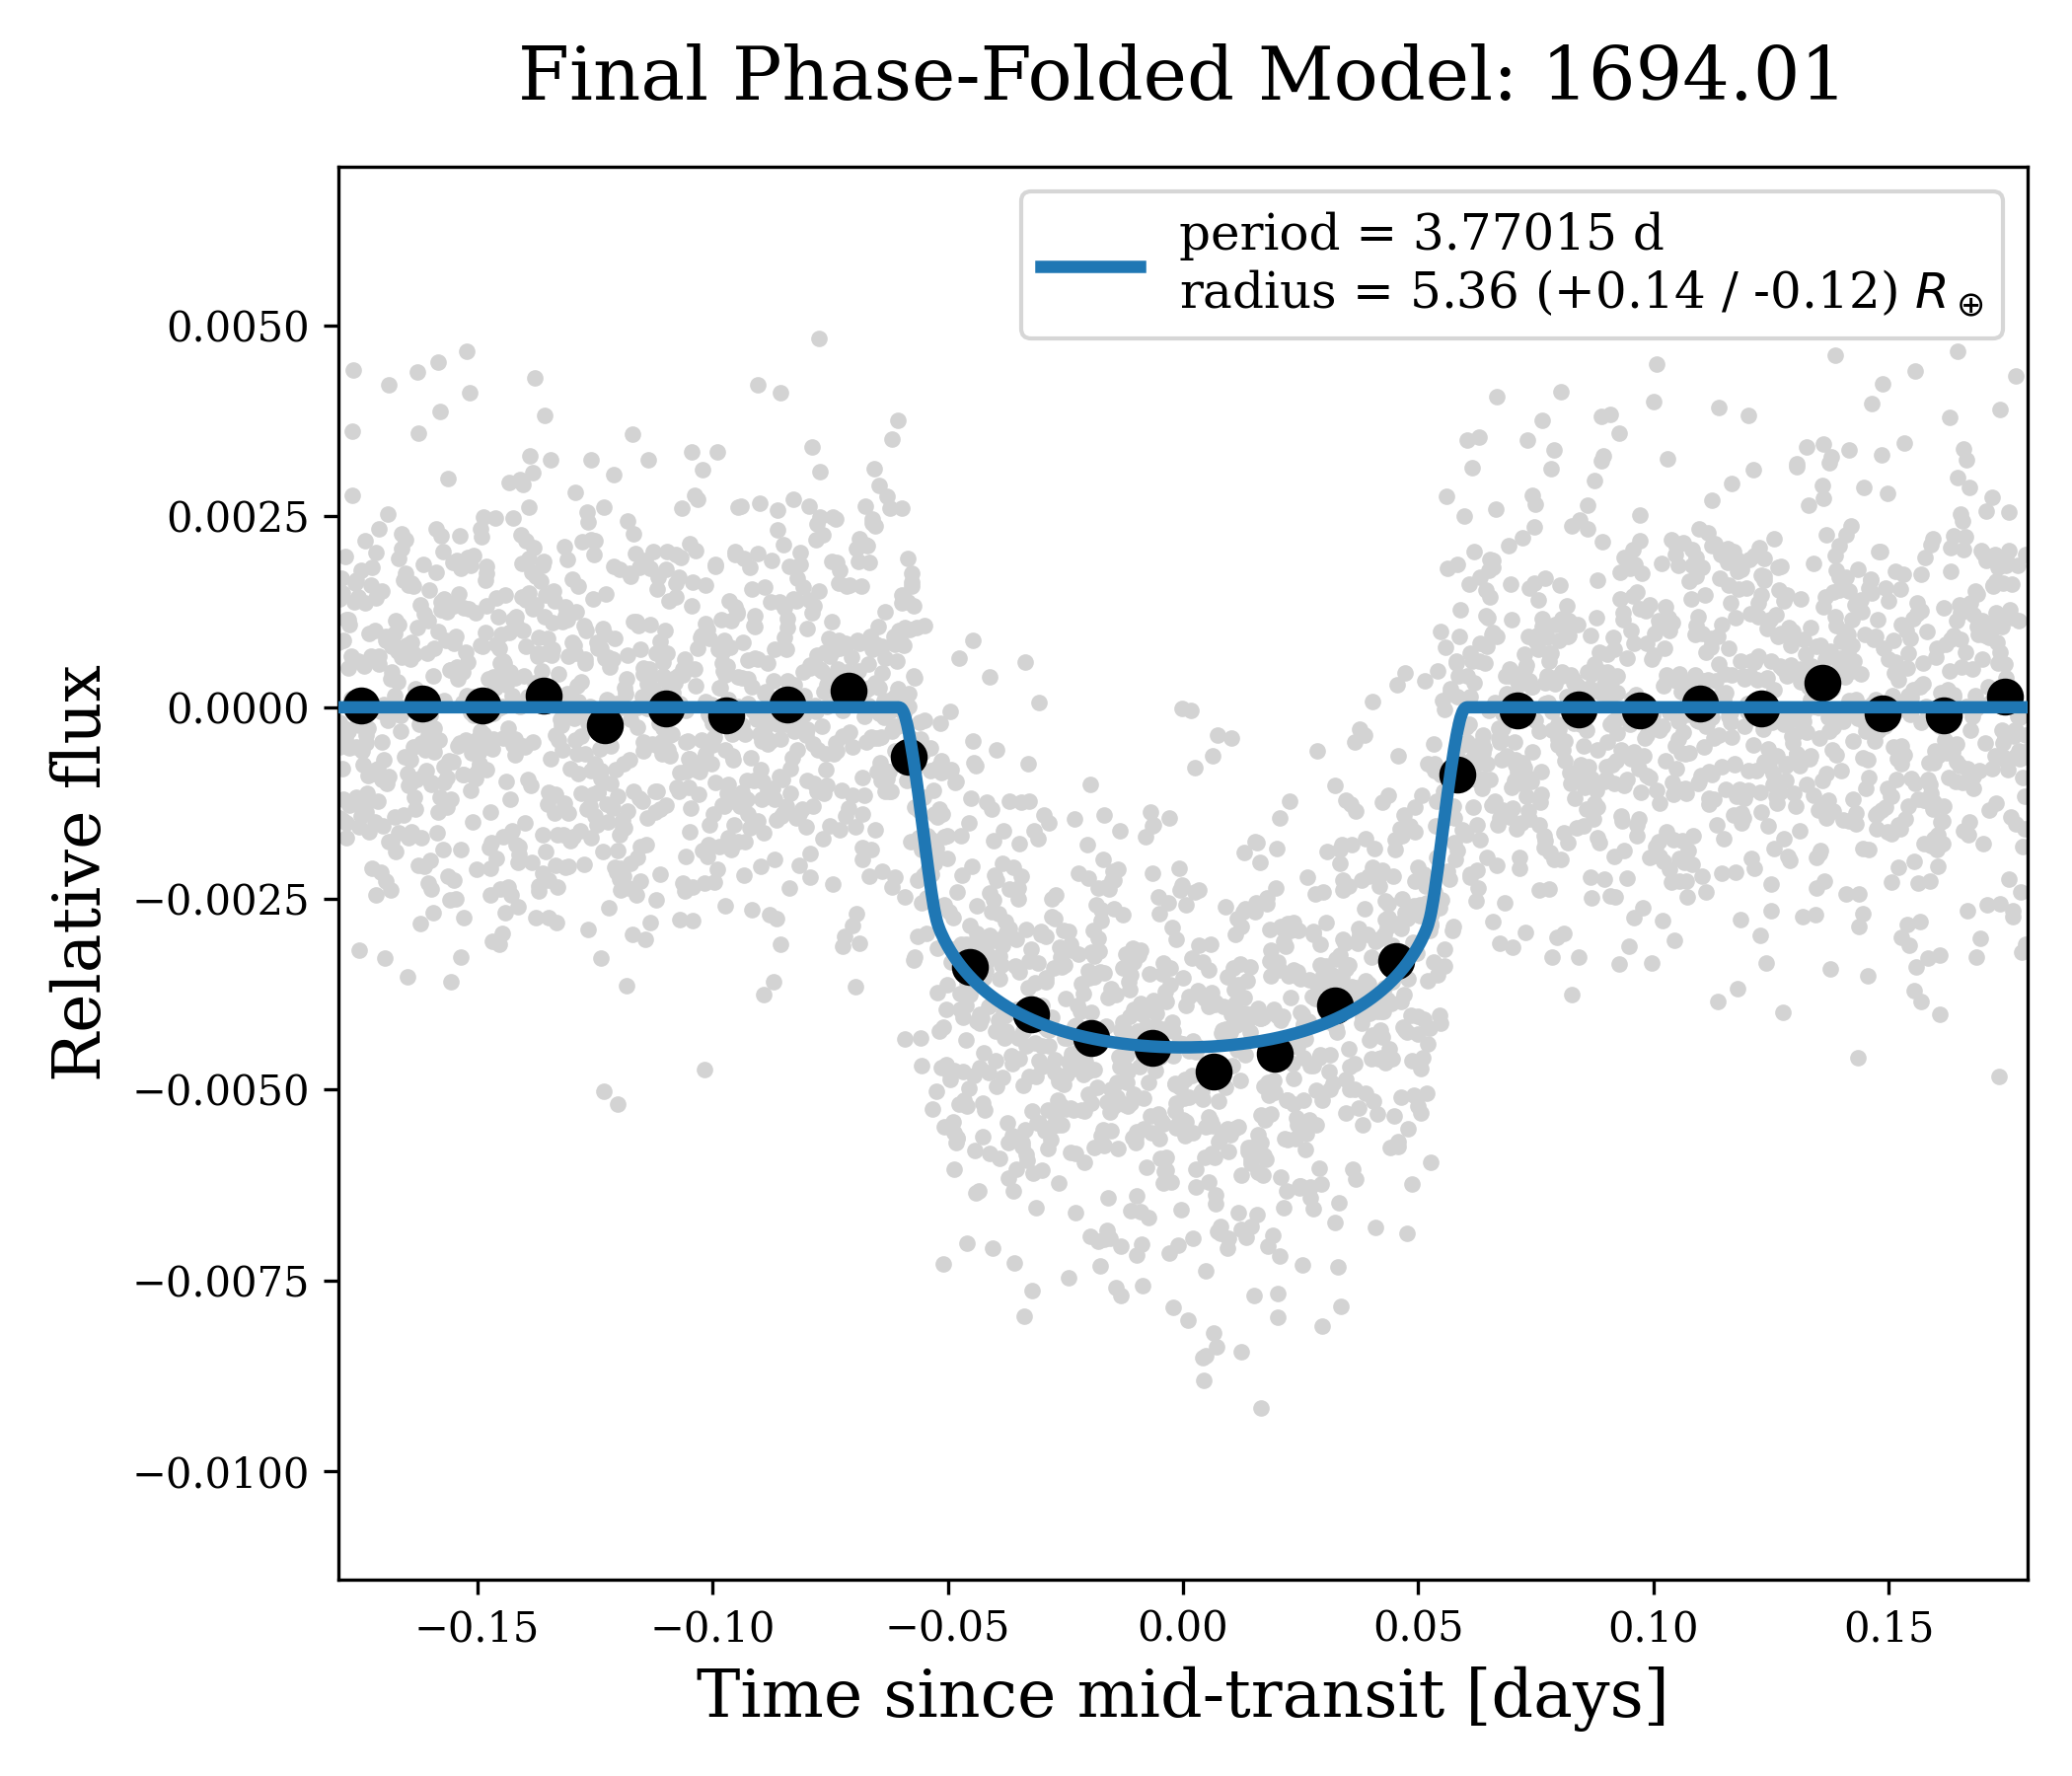 Final Phase-Folded Model: 1694.01
period = 3.77015 d
radius = 5.36 (+0.14 / -0.12) R⊕
0.0050
0.0025
0.0000
−0.0025
−0.0050
−0.0075
−0.0100
Relative flux
−0.15 −0.10 −0.05 0.00 0.05 0.10 0.15
Time since mid-transit [days]